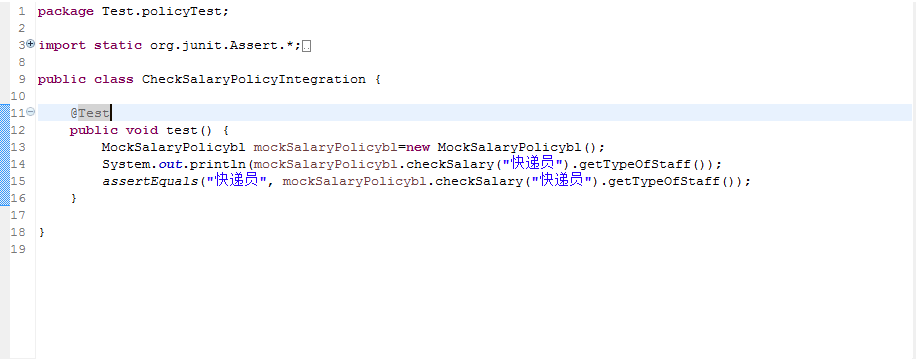 1 package Test.policyTest;
2
3 import static org.junit.Assert.*;
8
9 public class CheckSalaryPolicyIntegration {
10
11 @Test
12 public void test() {
13 MockSalaryPolicybl mockSalaryPolicybl=new MockSalaryPolicybl();
14 System.out.println(mockSalaryPolicybl.checkSalary("快递员").getTypeOfStaff());
15 assertEquals("快递员", mockSalaryPolicybl.checkSalary("快递员").getTypeOfStaff());
16 }
17
18 }
19